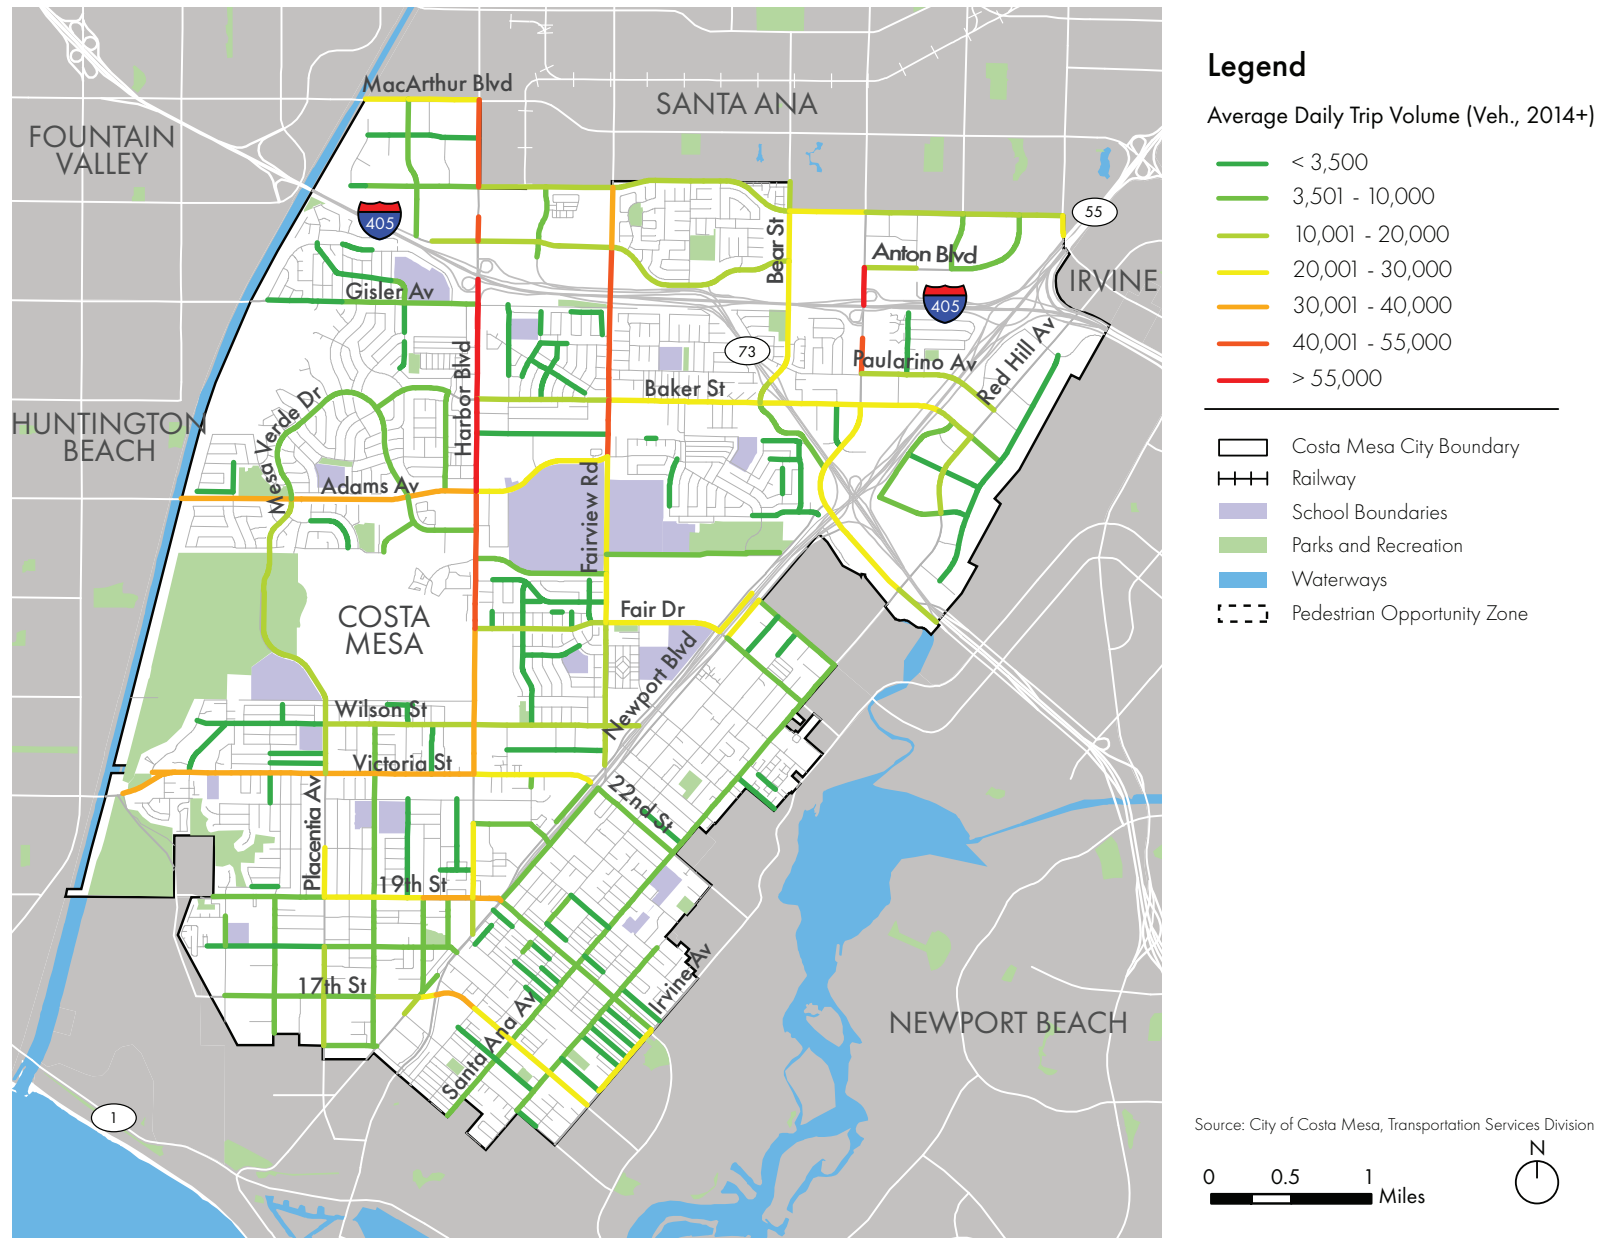 MacArthur Blvd
SANTA ANA
FOUNTAIN
VALLEY
405
55
Bear St
Anton Blvd
IRVINE
Gisler Av
405
Harbor Blvd
73
Paularino Av
Red Hill Av
Baker St
HUNTINGTON
BEACH
Mesa Verde Dr
Adams Av
Fairview Rd
COSTA
MESA
Fair Dr
Newport Blvd
Wilson St
Victoria St
Placentia Av
22nd St
19th St
17th St
Santa Ana Av
Irvine Av
NEWPORT BEACH
1
Legend
Average Daily Trip Volume (Veh., 2014+)
< 3,500
3,501 - 10,000
10,001 - 20,000
20,001 - 30,000
30,001 - 40,000
40,001 - 55,000
> 55,000
Costa Mesa City Boundary
Railway
School Boundaries
Parks and Recreation
Waterways
Pedestrian Opportunity Zone
Source: City of Costa Mesa, Transportation Services Division
N
0 0.5 1
Miles